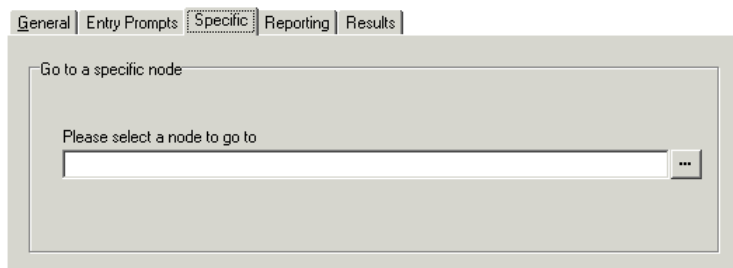 General Entry Prompts Specific Reporting Results
Go to a specific node
Please select a node to go to
...